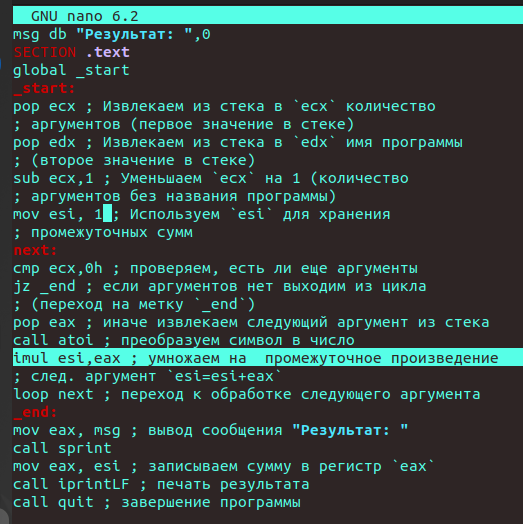 GNU nano 6.2
msg db "Результат: ",0
SECTION .text
global _start
_start:
pop ecx ; Извлекаем из стека в `ecx` количество
; аргументов (первое значение в стеке)
pop edx ; Извлекаем из стека в `edx` имя программы
; (второе значение в стеке)
sub ecx,1 ; Уменьшаем `ecx` на 1 (количество
; аргументов без названия программы)
mov esi, 1 ; Используем `esi` для хранения
; промежуточных сумм
next:
cmp ecx,0h ; проверяем, есть ли еще аргументы
jz _end ; если аргументов нет выходим из цикла
; (переход на метку `_end`)
pop eax ; иначе извлекаем следующий аргумент из стека
call atoi ; преобразуем символ в число
imul esi,eax ; умножаем на  промежуточное произведение
; след. аргумент `esi=esi+eax`
loop next ; переход к обработке следующего аргумента
_end:
mov eax, msg ; вывод сообщения "Результат: "
call sprint
mov eax, esi ; записываем сумму в регистр `eax`
call iprintLF ; печать результата
call quit ; завершение программы